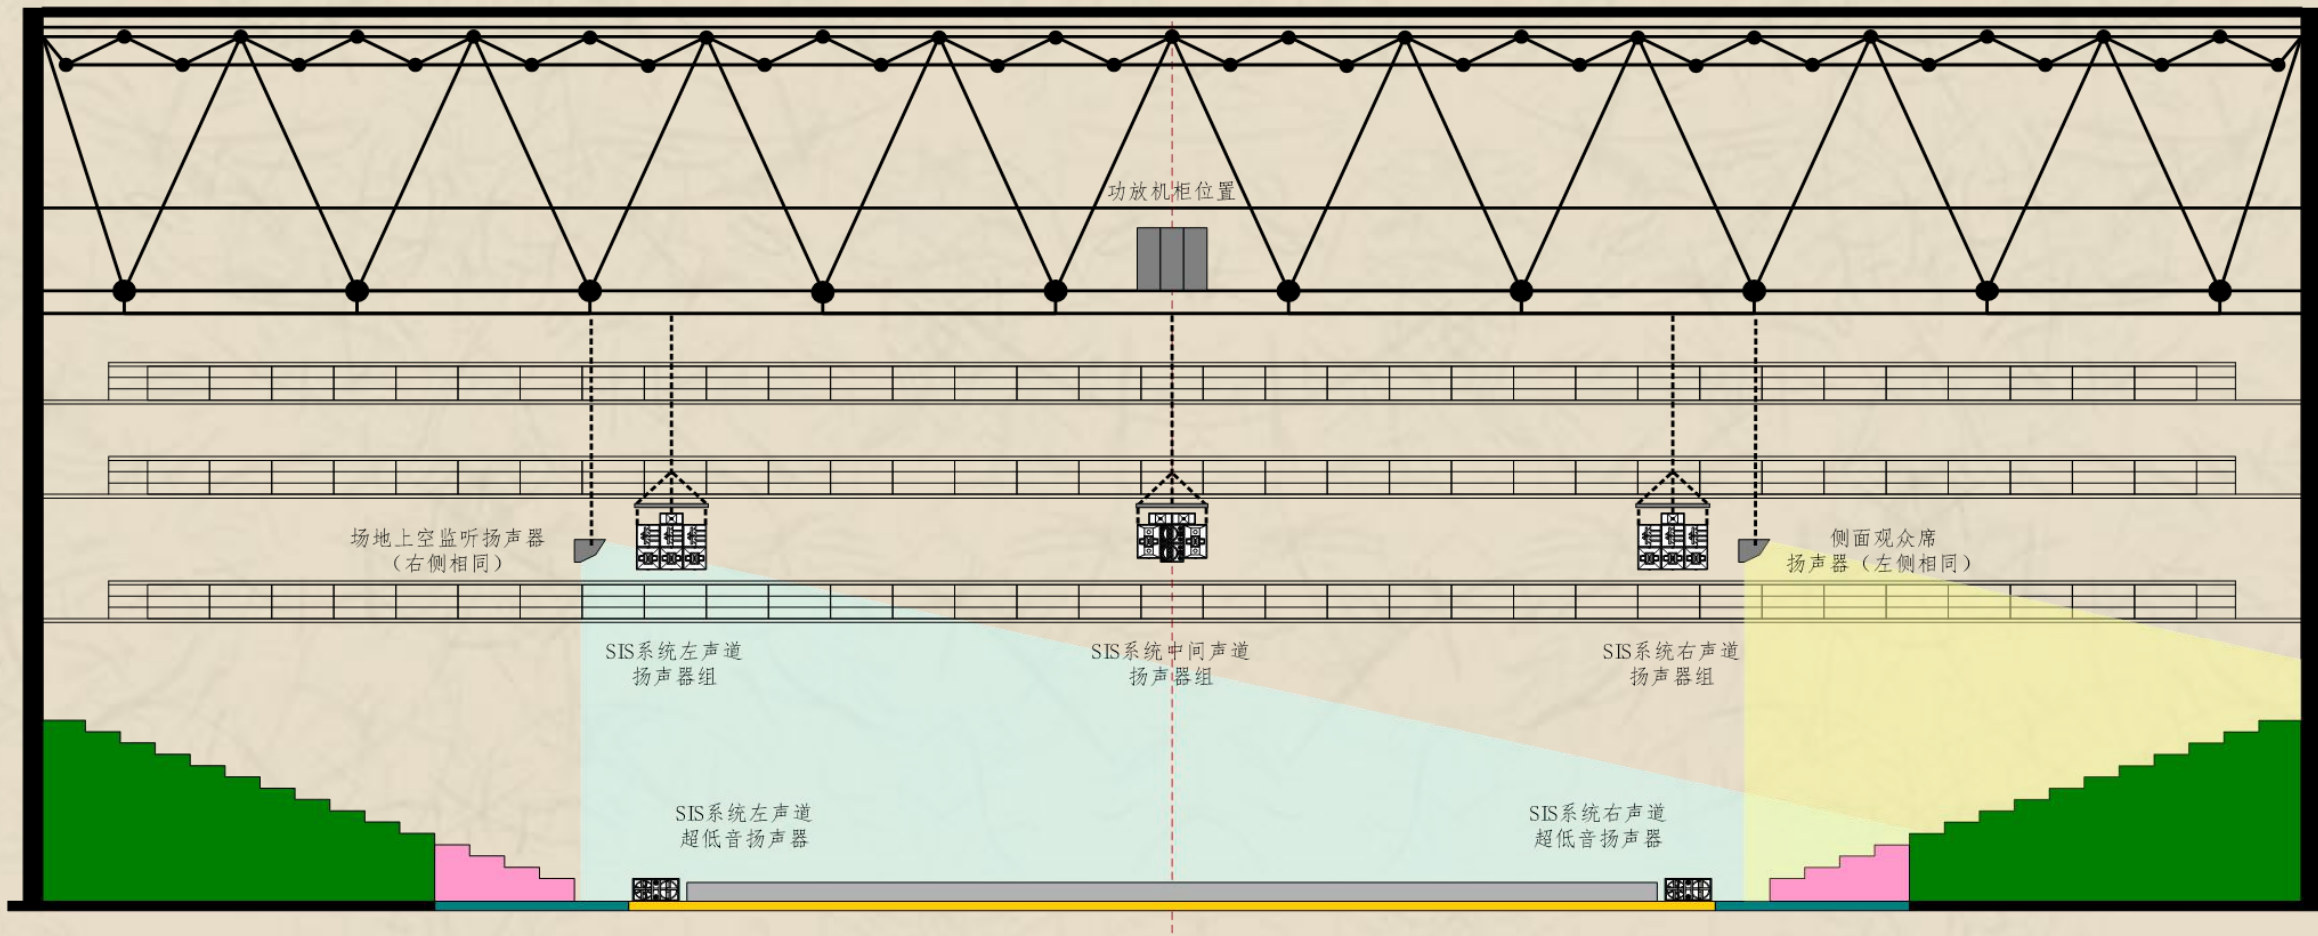 功放机柜位置
场地上空监听扬声器
（右侧相同）
侧面观众席
扬声器（左侧相同）
SIS系统左声道
扬声器组
SIS系统中间声道
扬声器组
SIS系统右声道
扬声器组
SIS系统左声道
超低音扬声器
SIS系统右声道
超低音扬声器